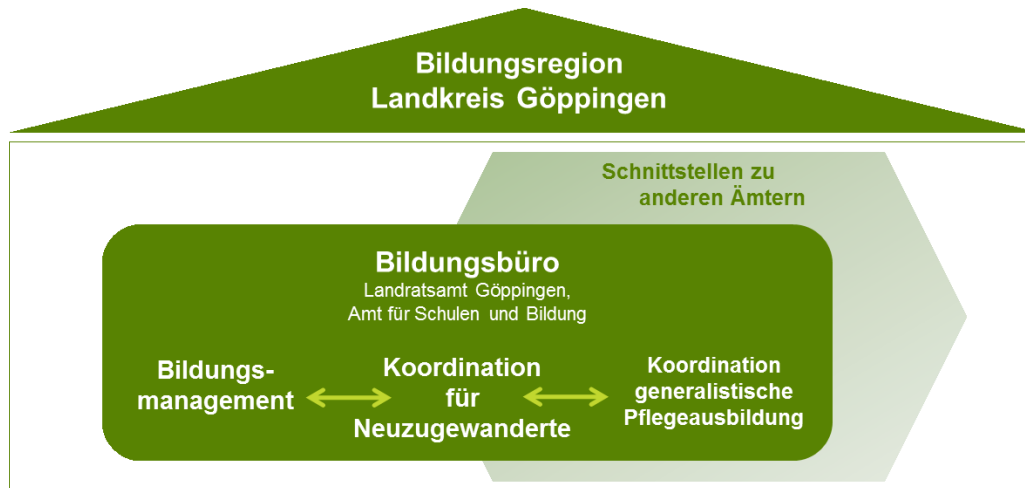 Bildungsregion
Landkreis Göppingen
Schnittstellen zu
anderen Ämtern
Bildungsbüro
Landratsamt Göppingen,
Amt für Schulen und Bildung
Bildungs-
management
Koordination
für
Neuzugewanderte
Koordination
generalistische
Pflegeausbildung